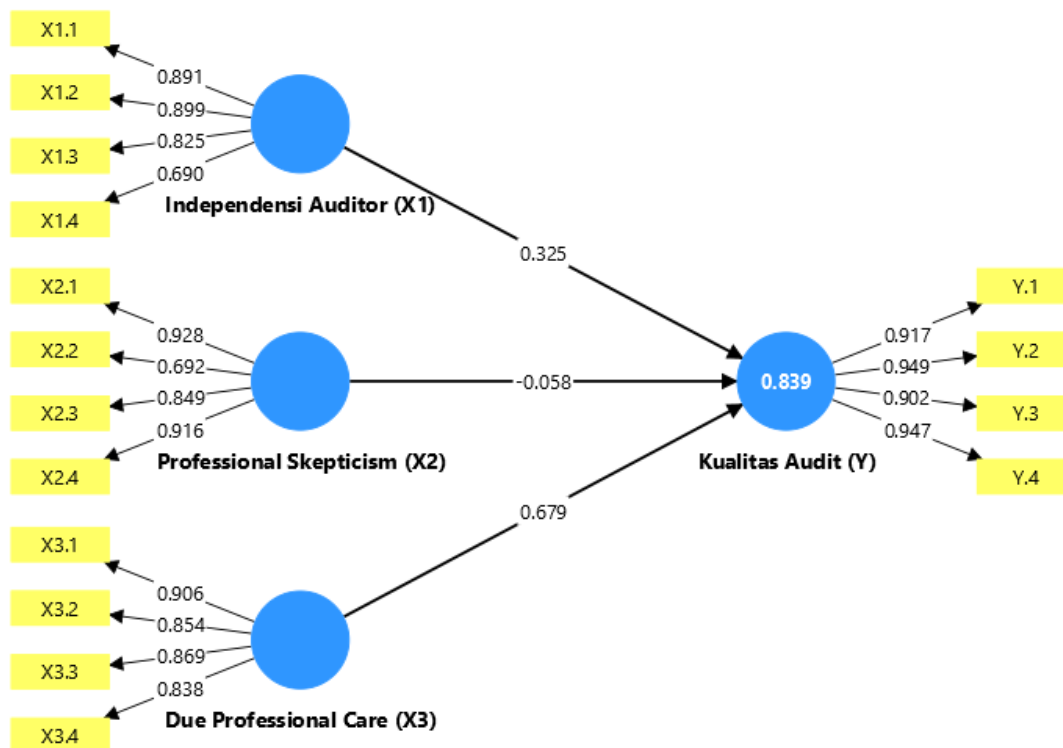 X1.1
0.891
X1.2
0.899
X1.3
0.825
X1.4
0.690
Independensi Auditor (X1)
0.325
X2.1
0.928
X2.2
0.692
X2.3
0.849
X2.4
0.916
Professional Skepticism (X2)
-0.058
X3.1
0.906
X3.2
0.854
X3.3
0.869
X3.4
0.838
Due Professional Care (X3)
0.679
0.839
Kualitas Audit (Y)
Y.1
0.917
Y.2
0.949
Y.3
0.902
Y.4
0.947